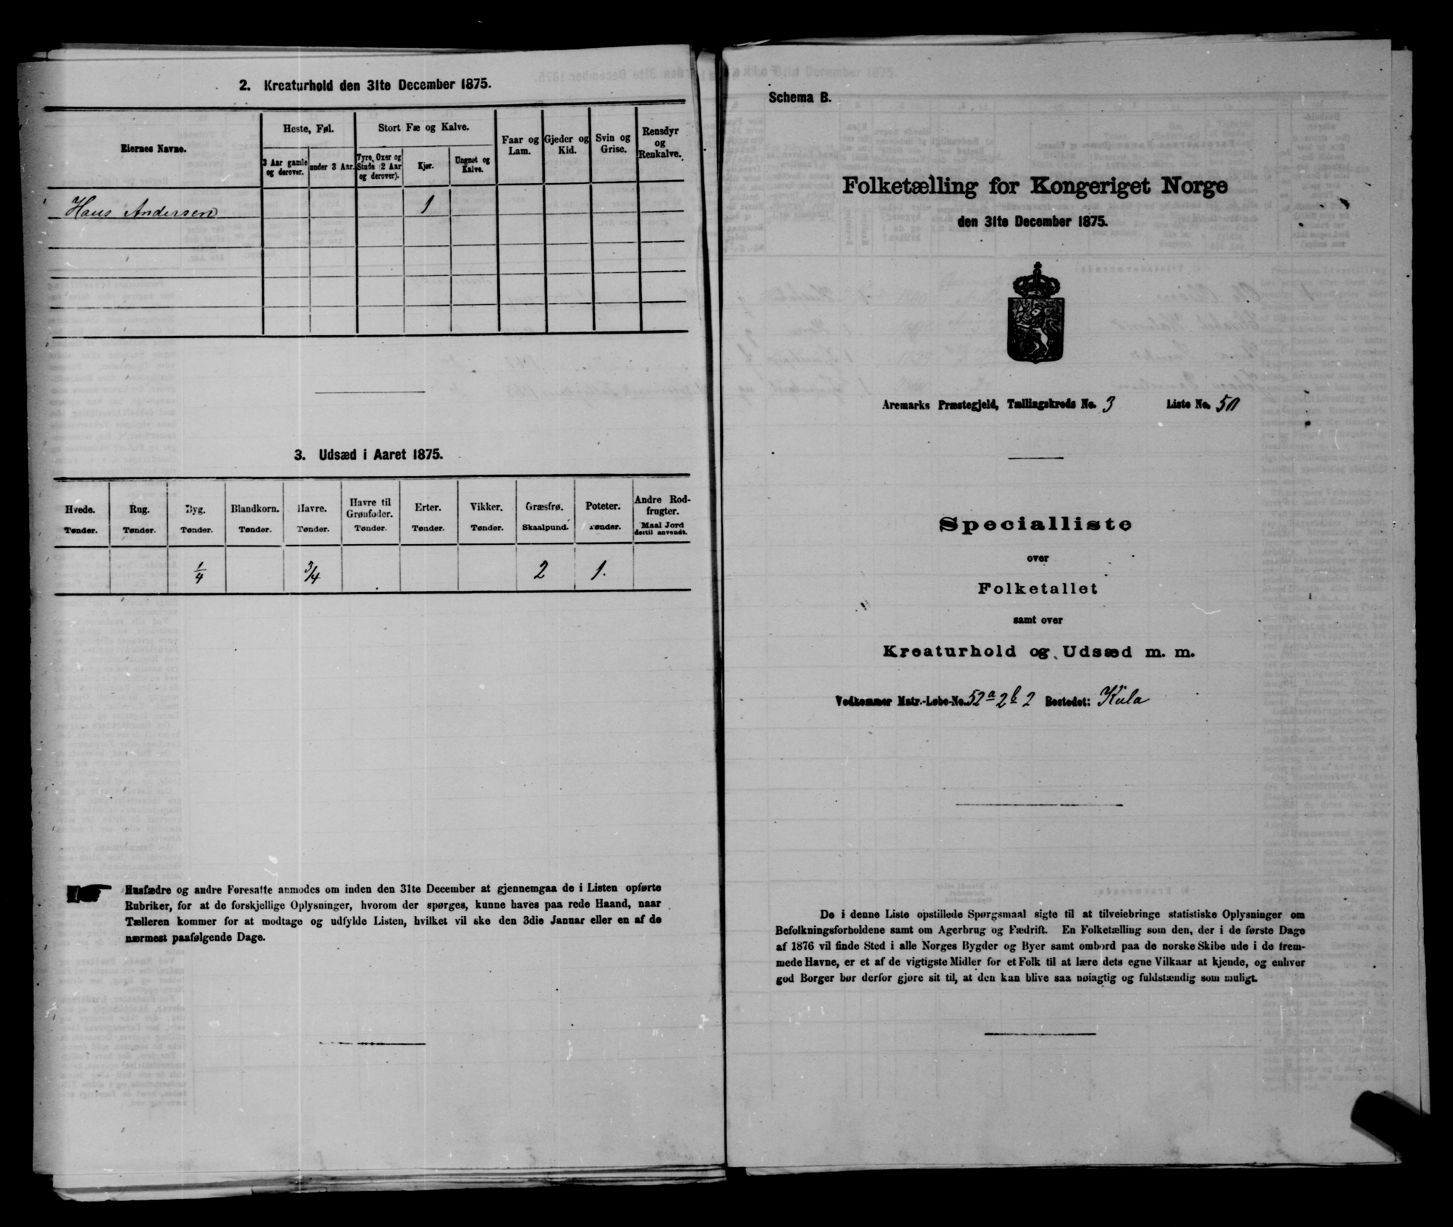 2. Kreaturhold den 31te December 1875.
Eiernes Navne.
Heste, Føl.
Stort Fæ og Kalve.
Faar og Lam.
Gjeder og Kid.
Svin og Grise.
Rensdyr og Renkalve.
3 Aar gamle og derover.
under 3 Aar.
Tyre, Oxer og Stude (2 Aar og derover).
Kjør.
Ungnøt og Kalve.
Hans Andersen 1
3. Udsæd i Aaret 1875.
Hvede. Rug. Byg. Blandkorn. Havre. Havre til Grønfoder. Erter. Vikker. Græsfrø. Poteter. Andre Rodfrugter.
Tønder. Tønder. Tønder. Tønder. Tønder. Tønder. Tønder. Tønder. Skaalpund. Tønder. Maal Jord dertil anvendt.
1/4 3/4 2 1.
Husfædre og andre Foresatte anmodes om inden den 31te December at gjennemgaa de i Listen opførte
Rubriker, for at de forskjellige Oplysninger, hvorom der spørges, kunne haves paa rede Haand, naar
Tælleren kommer for at modtage og udfylde Listen, hvilket vil ske den 3die Januar eller en af de
nærmest paafølgende Dage.
Schema B.
Folketælling for Kongeriget Norge
den 31te December 1875.
Aremarks Præstegjeld, Tællingskreds No. 3 Liste No. 50
Specialliste
over
Folketallet
samt over
Kreaturhold og Udsæd m. m.
Vedkommer Matr.-Løbe-No. 52a 2b 2 Bostedet: Kula
De i denne Liste opstillede Spørgsmaal sigte til at tilveiebringe statistiske Oplysninger om
Befolkningsforholdene samt om Agerbrug og Fædrift. En Folketælling som den, der i de første Dage
af 1876 vil finde Sted i alle Norges Bygder og Byer samt ombord paa de norske Skibe ude i de frem-
mede Havne, er et af de vigtigste Midler for et Folk til at lære dets egne Vilkaar at kjende, og enhver
god Borger bør derfor gjøre sit til, at den kan blive saa nøiagtig og fuldstændig som muligt.